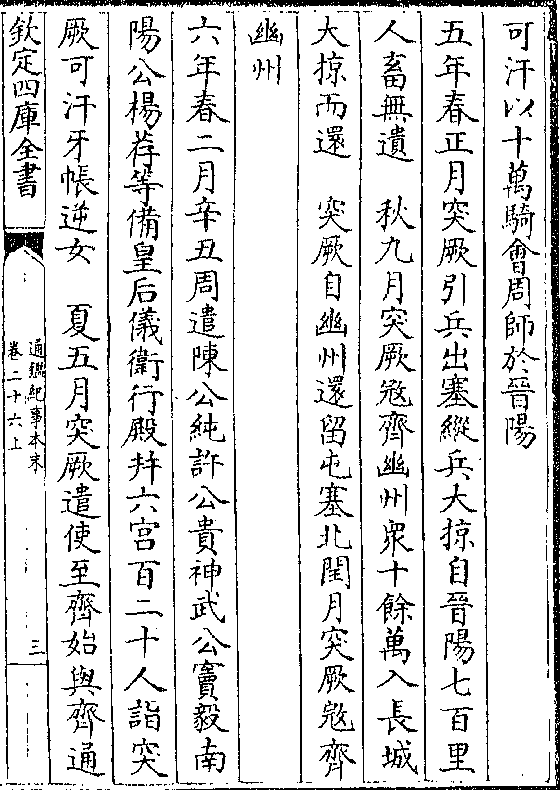 可汗以十萬騎會周師於晉陽
五年春正月突厥引兵出塞縱兵大掠自晉陽七百里
人畜無遺　秋九月突厥㓂齊幽州衆十餘萬入長城
大掠而還　突厥自幽州還留屯塞北閏月突厥㓂齊
幽州
六年春二月辛丑周遣陳公純許公貴神武公竇毅南
陽公楊荐等備皇后儀衛行殿并六宫百二十人詣突
厥可汗牙帳逆女　夏五月突厥遣使至齊始與齊通
欽定四庫全書
通鑑紀事本末
卷二十六上
三